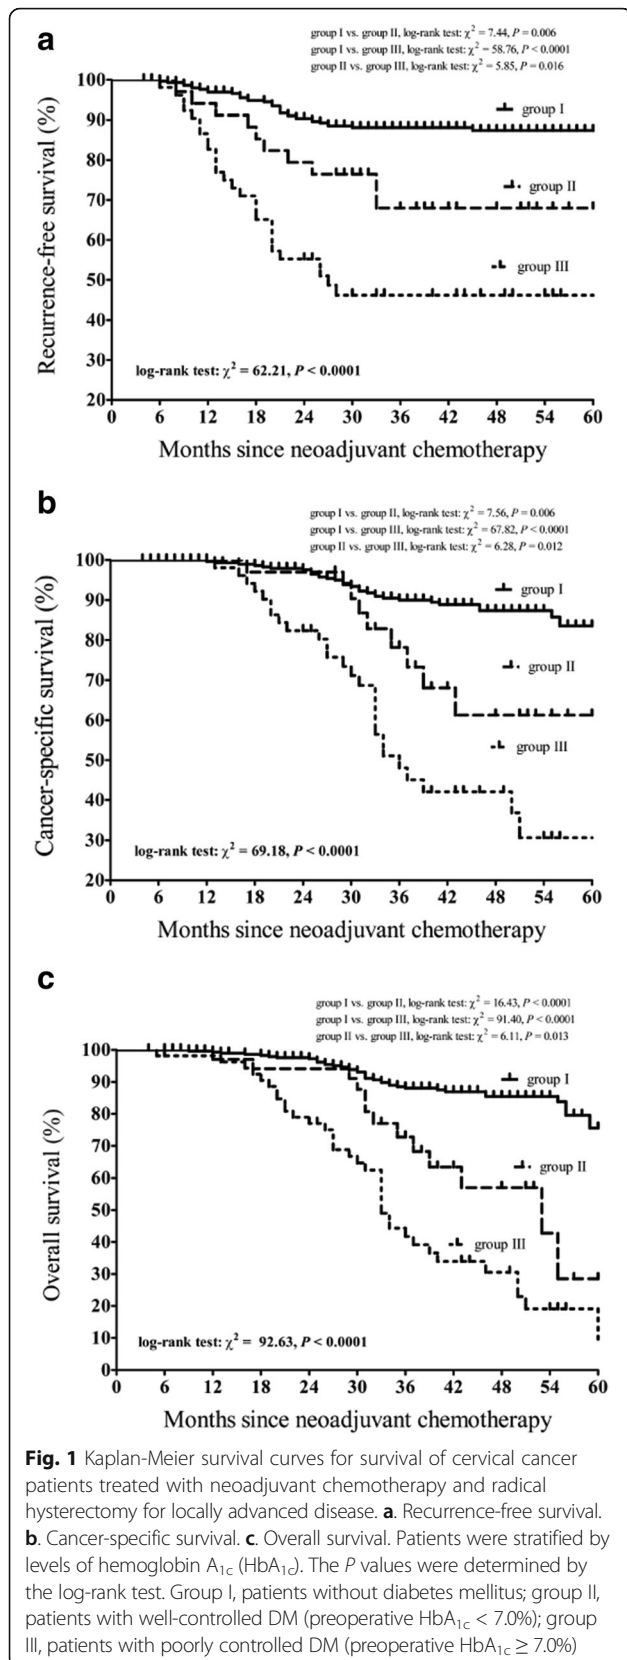 a
group I vs. group II, log-rank test: χ² = 7.44, P = 0.006
group I vs. group III, log-rank test: χ² = 58.76, P < 0.0001
group II vs. group III, log-rank test: χ² = 5.85, P = 0.016
Recurrence-free survival (%)
100
90
80
70
60
50
40
30
20
group I
group II
group III
log-rank test: χ² = 62.21, P < 0.0001
0 6 12 18 24 30 36 42 48 54 60
Months since neoadjuvant chemotherapy
b
group I vs. group II, log-rank test: χ² = 7.56, P = 0.006
group I vs. group III, log-rank test: χ² = 67.82, P < 0.0001
group II vs. group III, log-rank test: χ² = 6.28, P = 0.012
Cancer-specific survival (%)
100
90
80
70
60
50
40
30
20
group I
group II
group III
log-rank test: χ² = 69.18, P < 0.0001
0 6 12 18 24 30 36 42 48 54 60
Months since neoadjuvant chemotherapy
c
group I vs. group II, log-rank test: χ² = 16.43, P < 0.0001
group I vs. group III, log-rank test: χ² = 91.40, P < 0.0001
group II vs. group III, log-rank test: χ² = 6.11, P = 0.013
Overall survival (%)
100
90
80
70
60
50
40
30
20
10
0
group I
group II
group III
log-rank test: χ² = 92.63, P < 0.0001
0 6 12 18 24 30 36 42 48 54 60
Months since neoadjuvant chemotherapy
Fig. 1 Kaplan-Meier survival curves for survival of cervical cancer
patients treated with neoadjuvant chemotherapy and radical
hysterectomy for locally advanced disease. a. Recurrence-free survival.
b. Cancer-specific survival. c. Overall survival. Patients were stratified by
levels of hemoglobin A1c (HbA1c). The P values were determined by
the log-rank test. Group I, patients without diabetes mellitus; group II,
patients with well-controlled DM (preoperative HbA1c < 7.0%); group
III, patients with poorly controlled DM (preoperative HbA1c ≥ 7.0%)